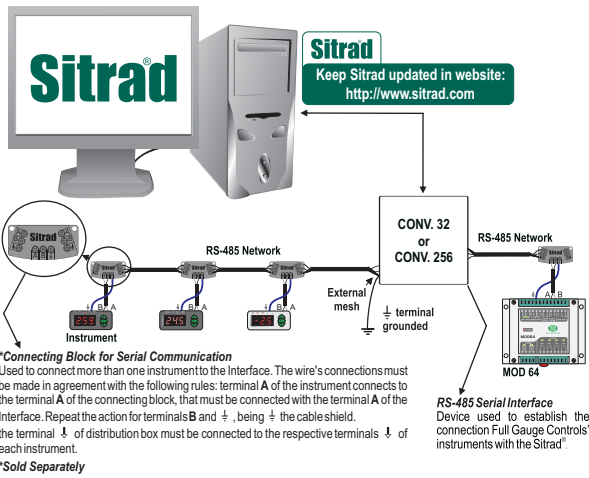 Sitrad®
Sitrad
Keep Sitrad updated in website:
http://www.sitrad.com
Sitrad
A B
RS-485 Network
CONV. 32
or
CONV. 256
RS-485 Network
Sitrad
Sitrad
Sitrad
Sitrad
B A
B A
B A
A B
External
mesh
⏚ terminal
grounded
Instrument
MOD 64
*Connecting Block for Serial Communication
Used to connect more than one instrument to the Interface. The wire's connections must
be made in agreement with the following rules: terminal A of the instrument connects to
the terminal A of the connecting block, that must be connected with the terminal A of the
Interface. Repeat the action for terminals B and ⏚ , being ⏚ the cable shield.
the terminal ⏚ of distribution box must be connected to the respective terminals ⏚ of
each instrument.
*Sold Separately
RS-485 Serial Interface
Device used to establish the
connection Full Gauge Controls'
instruments with the Sitrad®.